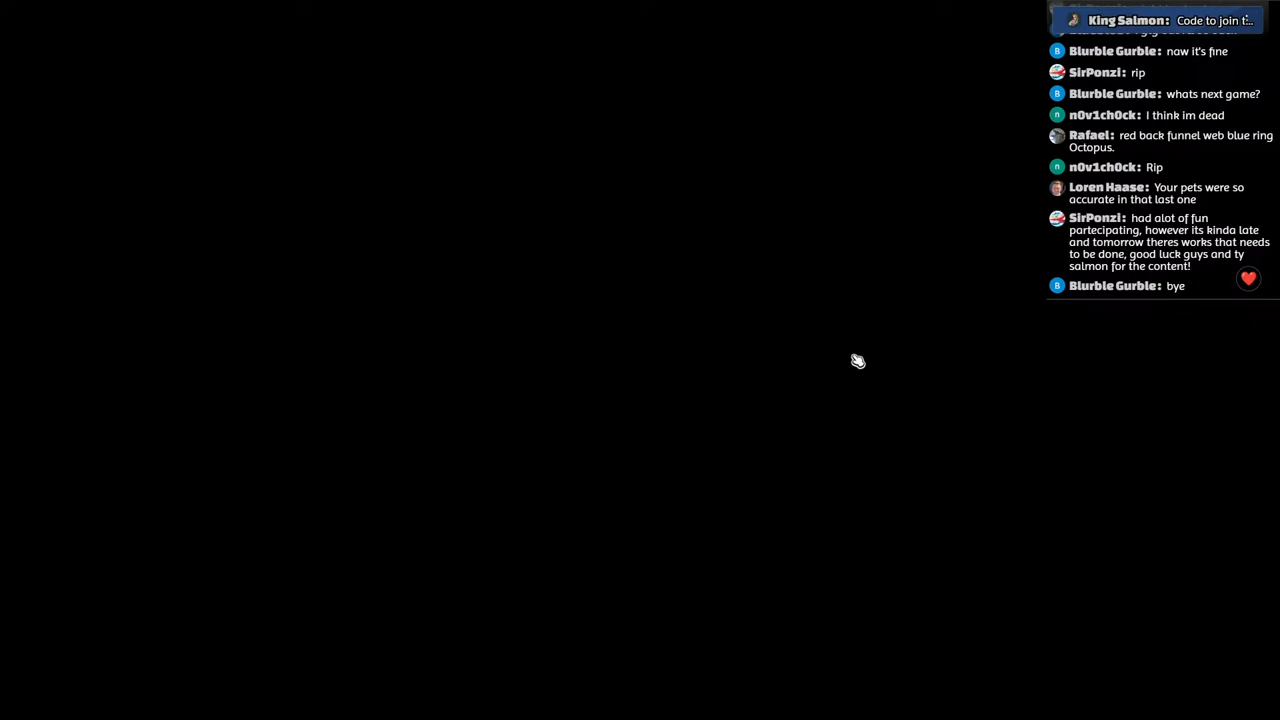 King Salmon: Code to join t...
Blurble Gurble: naw it's fine
SirPonzi: rip
Blurble Gurble: whats next game?
n0v1ch0ck: I think im dead
Rafael: red back funnel web blue ring
Octopus.
n0v1ch0ck: Rip
Loren Haase: Your pets were so
accurate in that last one
SirPonzi: had alot of fun
partecipating, however its kinda late
and tomorrow theres works that needs
to be done, good luck guys and ty
salmon for the content!
Blurble Gurble: bye